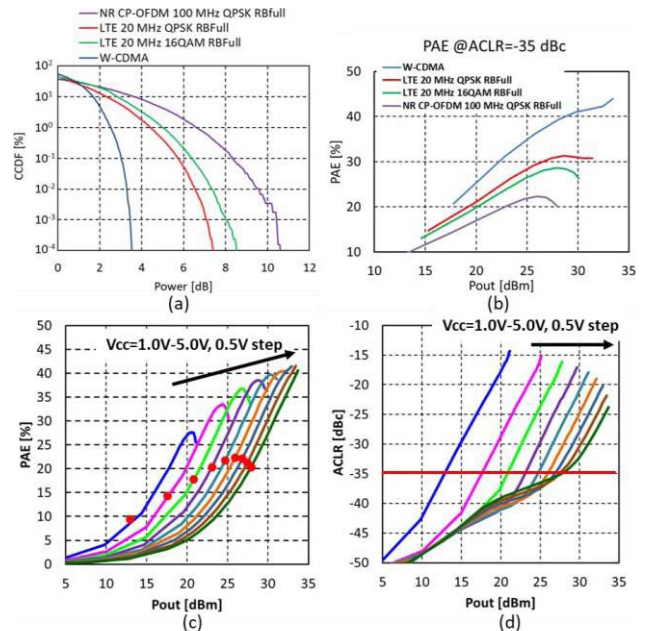 NR CP-OFDM 100 MHz QPSK RBFull
LTE 20 MHz QPSK RBFull
LTE 20 MHz 16QAM RBFull
W-CDMA
10² 10¹ 10⁰ 10⁻¹ 10⁻² 10⁻³ 10⁻⁴
CCDF [%]
0 2 4 6 8 10 12
Power [dB]
(a)
PAE @ACLR=-35 dBc
W-CDMA
LTE 20 MHz QPSK RBFull
LTE 20 MHz 16QAM RBFull
NR CP-OFDM 100 MHz QPSK RBFull
50 40 30 20 10
PAE [%]
10 15 20 25 30 35
Pout [dBm]
(b)
Vcc=1.0V-5.0V, 0.5V step
50 45 40 35 30 25 20 15 10 5 0
PAE [%]
5 10 15 20 25 30 35
Pout [dBm]
(c)
Vcc=1.0V-5.0V, 0.5V step
-10 -15 -20 -25 -30 -35 -40 -45 -50
ACLR [dBc]
5 10 15 20 25 30 35
Pout [dBm]
(d)